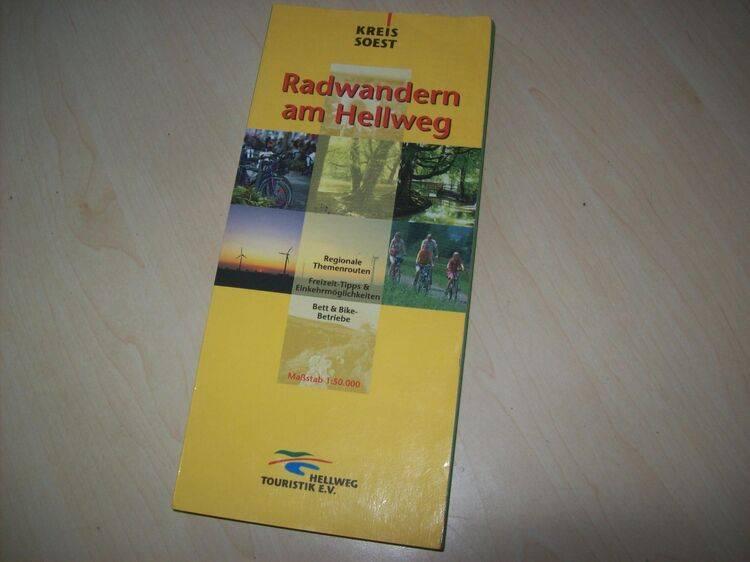 KREIS
SOEST
Radwandern
am Hellweg
Regionale
Themenrouten
Freizeit-Tipps &
Einkehrmöglichkeiten
Bett & Bike-
Betriebe
Maßstab 1:50.000
HELLWEG
TOURISTIK E.V.